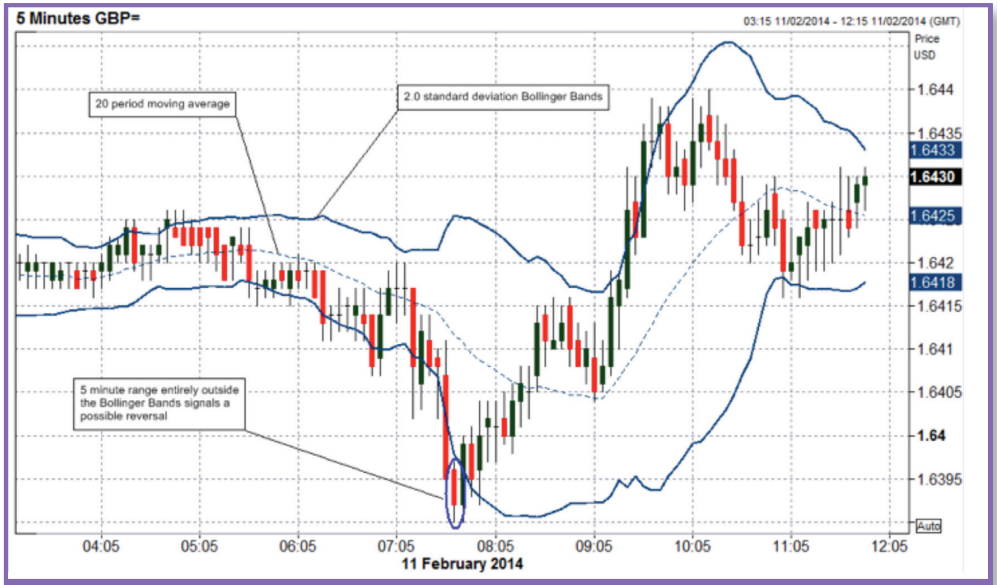 5 Minutes GBP=
03:15 11/02/2014 - 12:15 11/02/2014 (GMT)
Price
USD
20 period moving average
2.0 standard deviation Bollinger Bands
1.644
1.6435
1.6433
1.6430
1.6425
1.642
1.6418
1.6415
1.641
5 minute range entirely outside
the Bollinger Bands signals a
possible reversal
1.6405
1.64
1.6395
Auto
04:05 05:05 06:05 07:05 08:05 09:05 10:05 11:05 12:05
11 February 2014